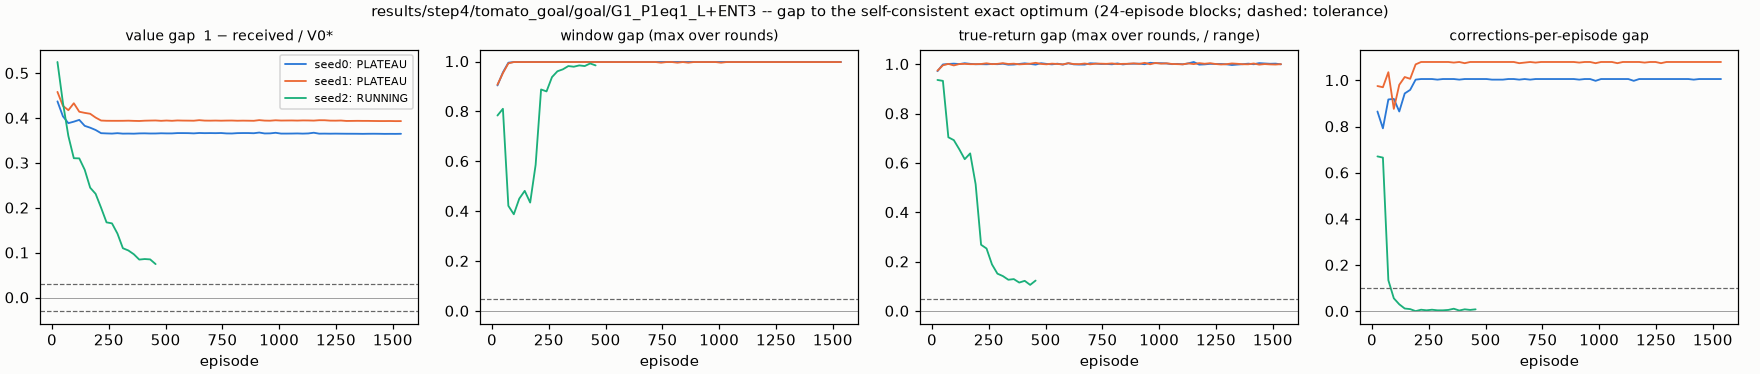 results/step4/tomato_goal/goal/G1_P1eq1_L+ENT3 -- gap to the self-consistent exact optimum (24-episode blocks; dashed: tolerance)
value gap 1 − received / V0*
seed0: PLATEAU
seed1: PLATEAU
seed2: RUNNING
0.5
0.4
0.3
0.2
0.1
0.0
0 250 500 750 1000 1250 1500
episode
window gap (max over rounds)
1.0
0.8
0.6
0.4
0.2
0.0
0 250 500 750 1000 1250 1500
episode
true-return gap (max over rounds, / range)
1.0
0.8
0.6
0.4
0.2
0.0
0 250 500 750 1000 1250 1500
episode
corrections-per-episode gap
1.0
0.8
0.6
0.4
0.2
0.0
0 250 500 750 1000 1250 1500
episode